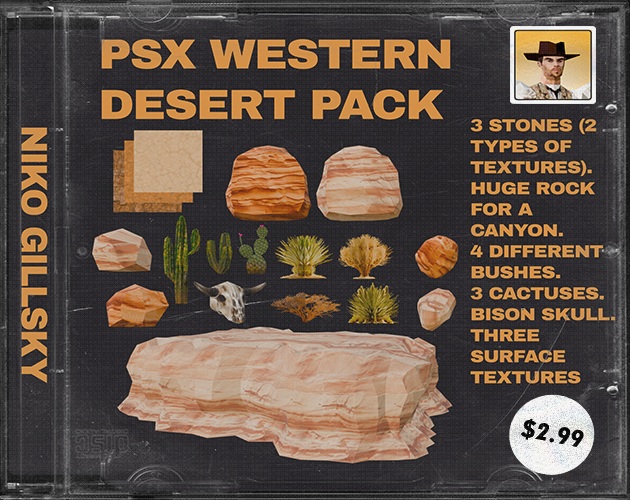 PSX WESTERN
DESERT PACK
NIKO GILLSKY
3 STONES (2
TYPES OF
TEXTURES).
HUGE ROCK
FOR A
CANYON.
4 DIFFERENT
BUSHES.
3 CACTUSES.
BISON SKULL.
THREE
SURFACE
TEXTURES
$2.99